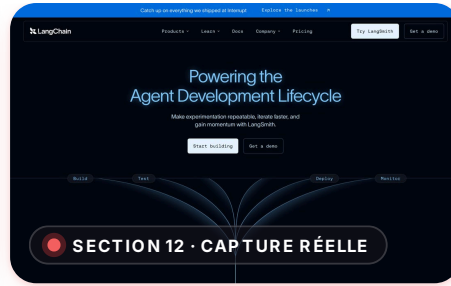 Catch up on everything we shipped at Interrupt Explore the launches ↗
LangChain Products Learn Docs Company Pricing Try LangSmith Get a demo
Powering the
Agent Development Lifecycle
Make experimentation repeatable, iterate faster, and
gain momentum with LangSmith.
Start building Get a demo
Build Test Deploy Monitor
SECTION 12 · CAPTURE RÉELLE